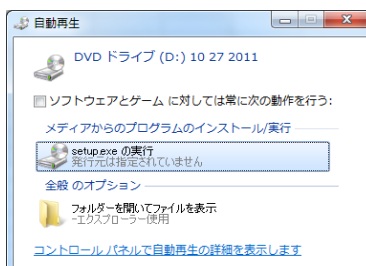 自動再生
DVD ドライブ (D:) 10 27 2011
ソフトウェアとゲーム に対しては常に次の動作を行う:
メディアからのプログラムのインストール/実行
setup.exe の実行
発行元は指定されていません
全般 のオプション
フォルダーを開いてファイルを表示
-エクスプローラー使用
コントロール パネルで自動再生の詳細を表示します